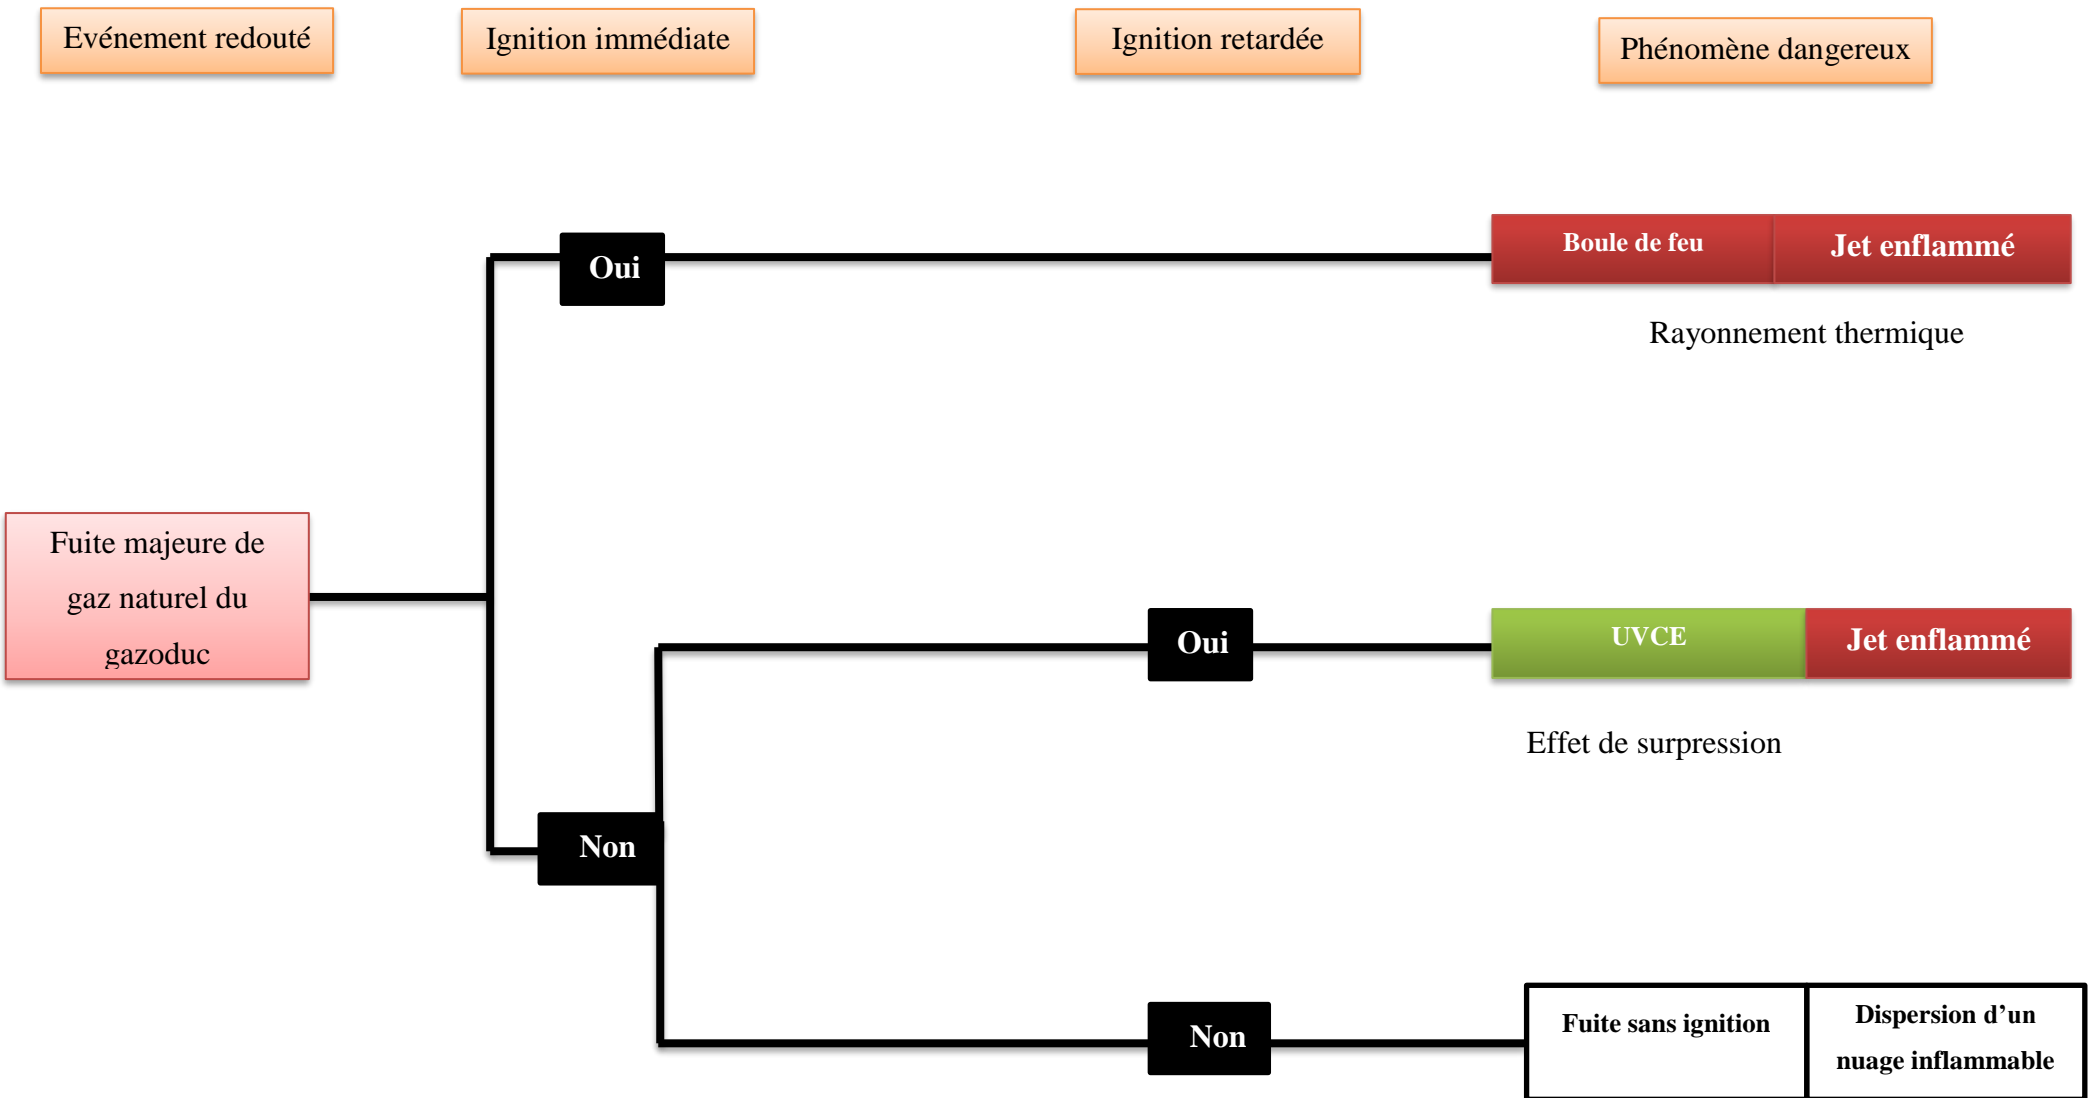 Evénement redouté
Ignition immédiate
Ignition retardée
Phénomène dangereux
Oui
Boule de feu
Jet enflammé
Rayonnement thermique
Fuite majeure de
gaz naturel du
gazoduc
Oui
UVCE
Jet enflammé
Effet de surpression
Non
Non
Fuite sans ignition
Dispersion d’un
nuage inflammable